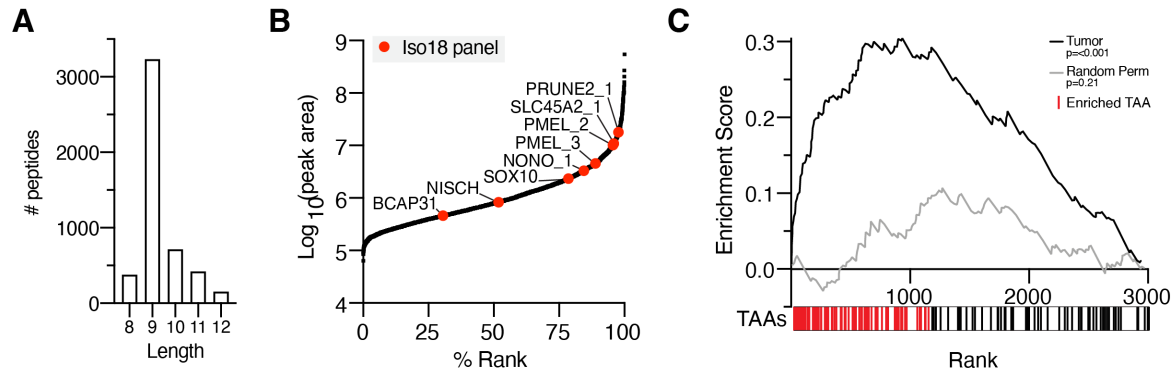 A
# peptides
3000
2000
1000
0
8 9 10 11 12
Length
B
Log10(peak area)
9
8
7
6
5
4
Iso18 panel
PRUNE2_1
SLC45A2_1
PMEL_2
PMEL_3
NONO_1
SOX10
NISCH
BCAP31
0 25 50 75 100
% Rank
C
Enrichment Score
0.3
0.2
0.1
0.0
Tumor
p=<0.001
Random Perm
p=0.21
Enriched TAA
1000 2000 3000
TAAs
Rank